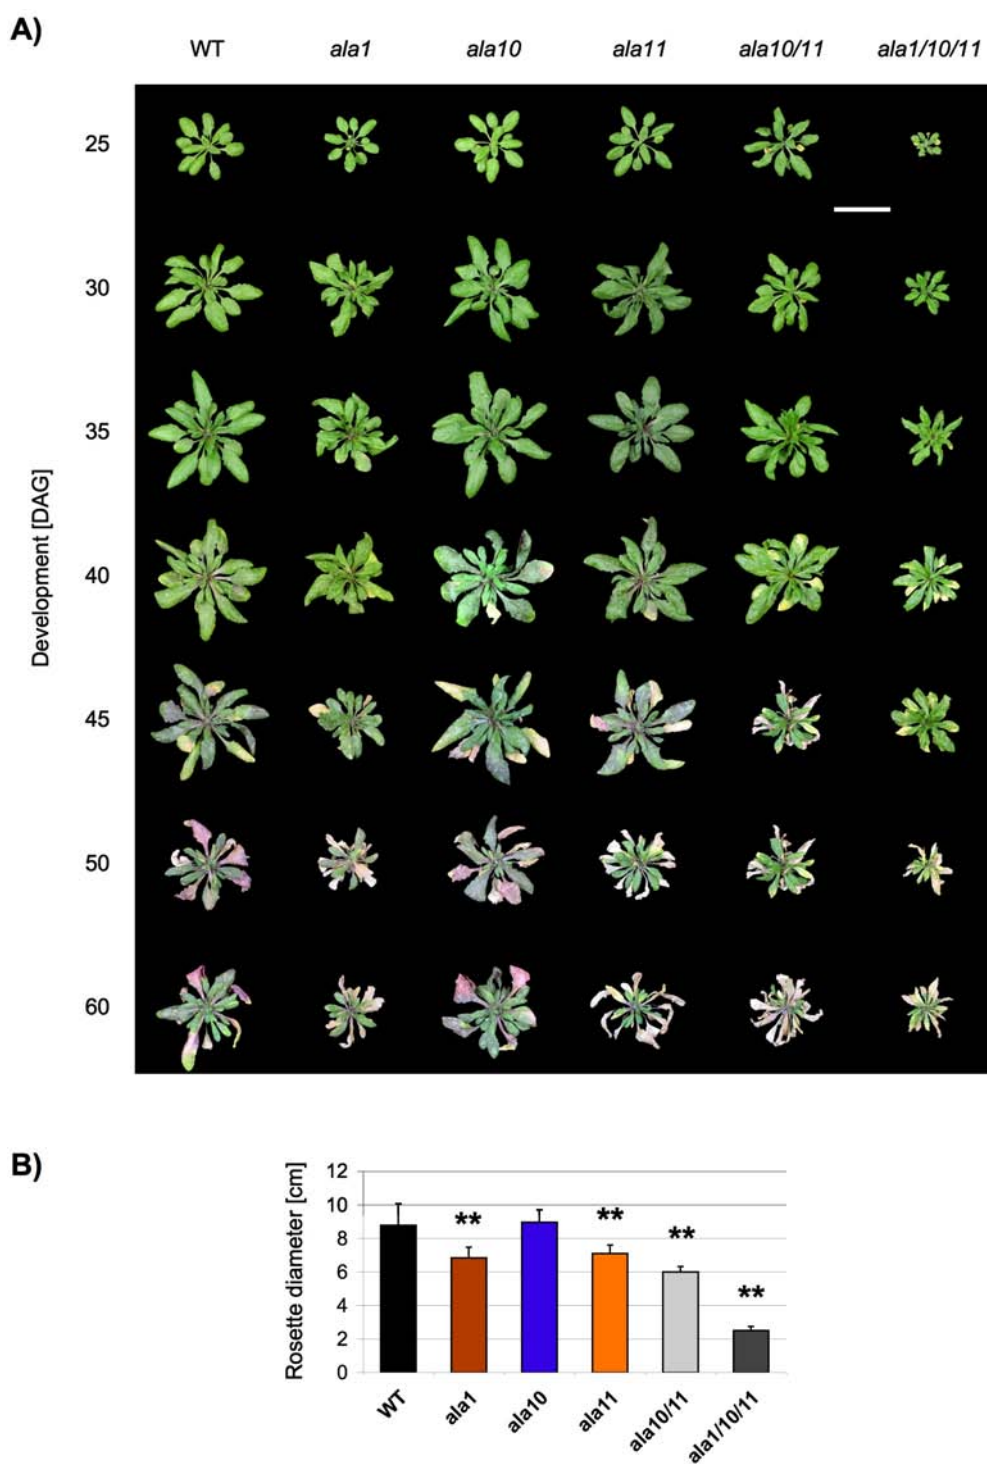 A)
WT ala1 ala10 ala11 ala10/11 ala1/10/11
Development [DAG]
25
30
35
40
45
50
60
B)
Rosette diameter [cm]
12
10
8
6
4
2
0
** ** ** **
WT ala1 ala10 ala11 ala10/11 ala1/10/11